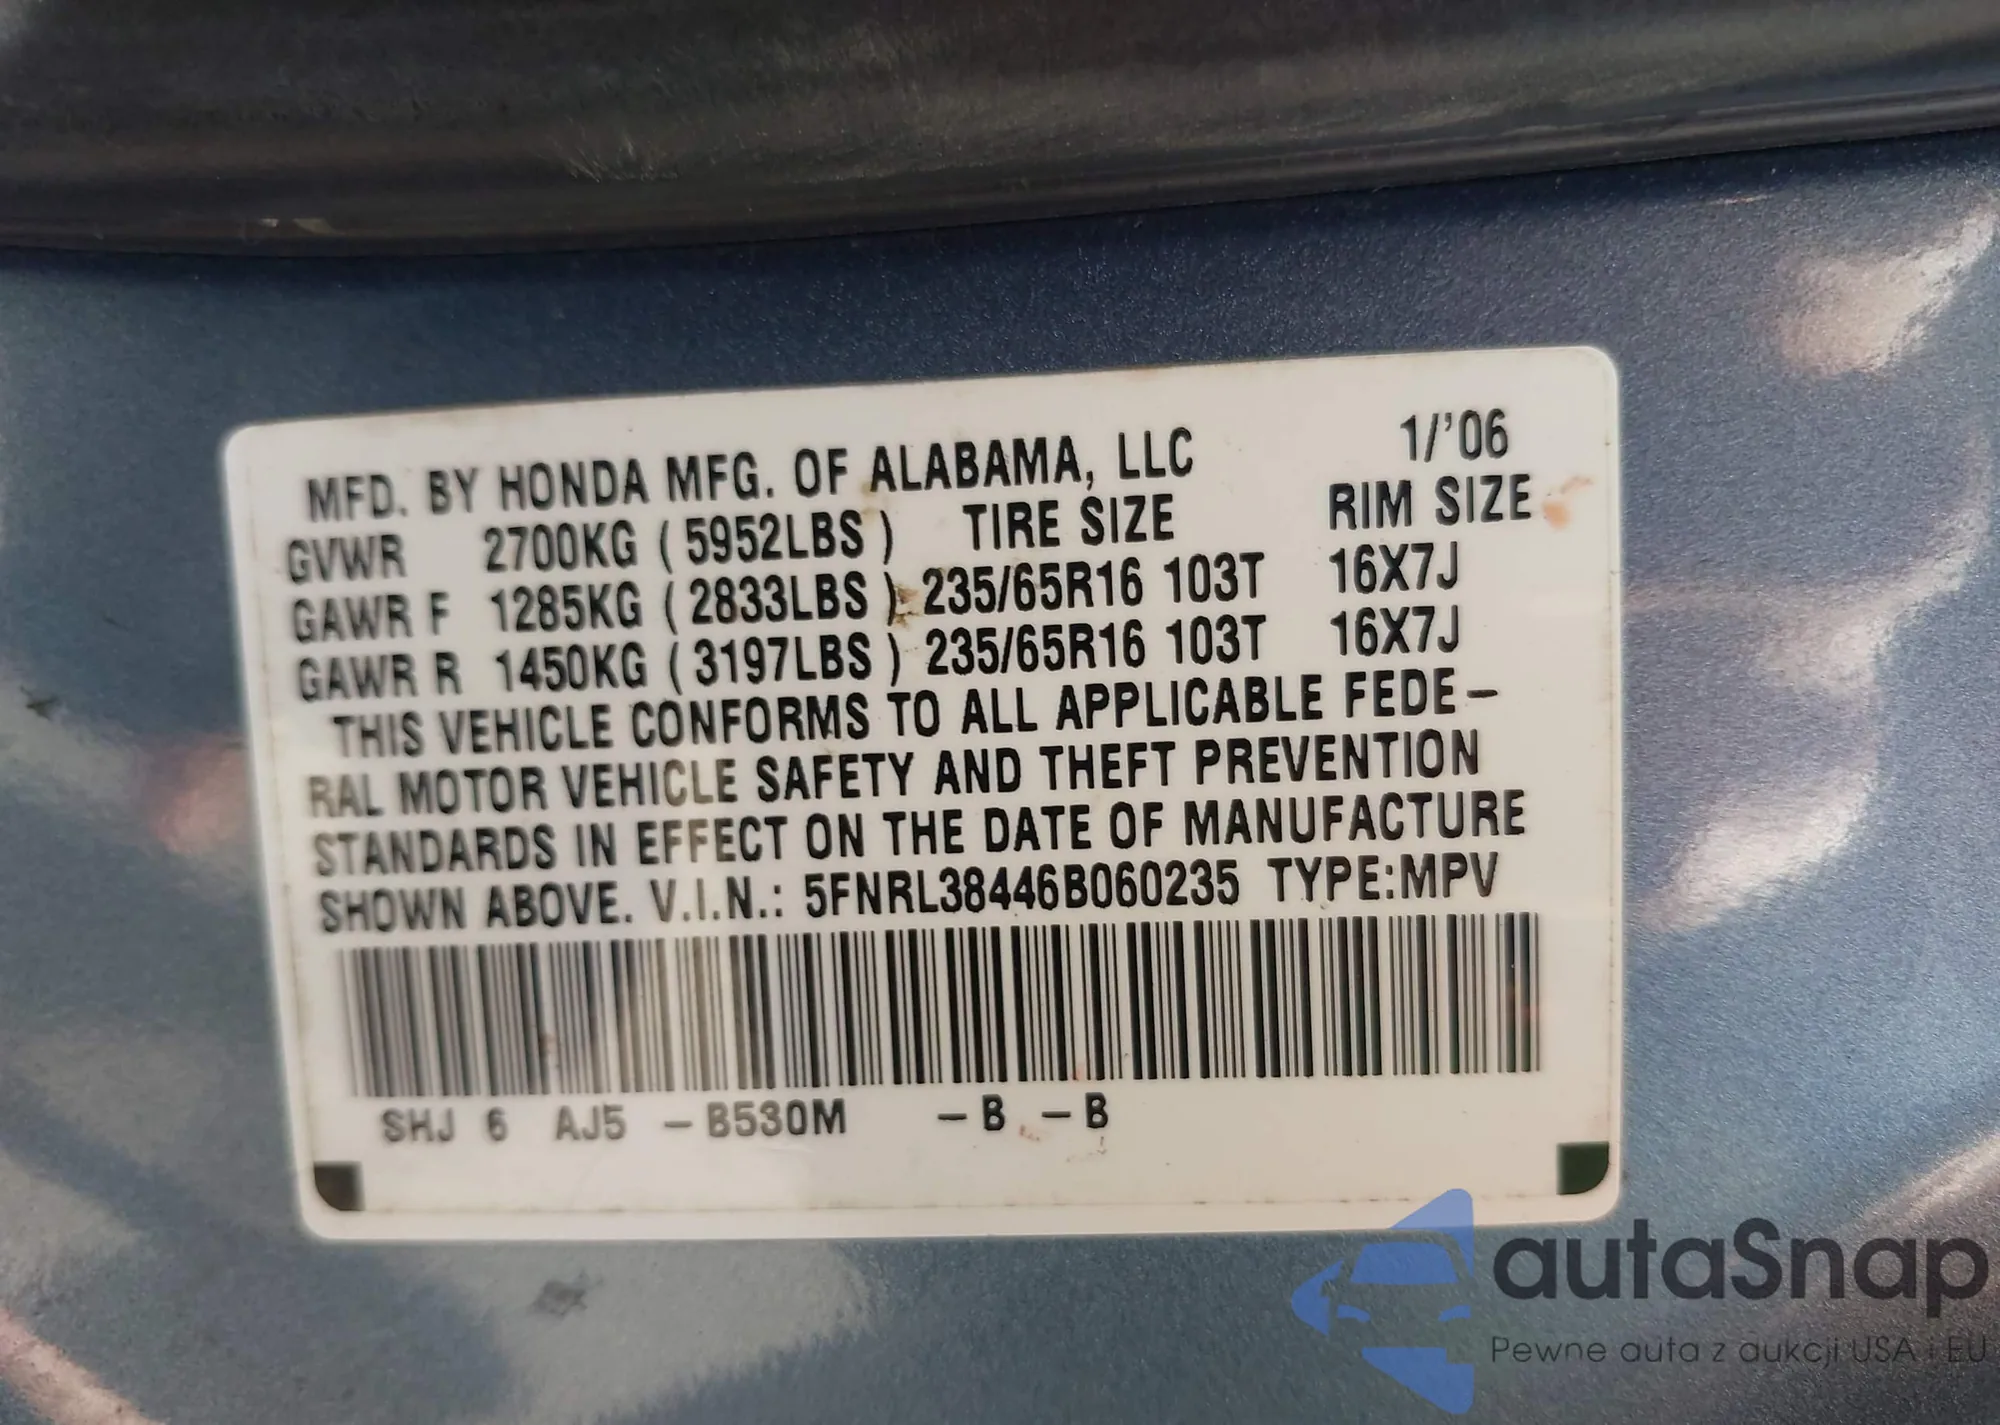 MFD. BY HONDA MFG. OF ALABAMA, LLC 1/'06
GVWR 2700KG ( 5952LBS ) TIRE SIZE RIM SIZE
GAWR F 1285KG ( 2833LBS ) 235/65R16 103T 16X7J
GAWR R 1450KG ( 3197LBS ) 235/65R16 103T 16X7J
THIS VEHICLE CONFORMS TO ALL APPLICABLE FEDE-
RAL MOTOR VEHICLE SAFETY AND THEFT PREVENTION
STANDARDS IN EFFECT ON THE DATE OF MANUFACTURE
SHOWN ABOVE. V.I.N.: 5FNRL38446B060235 TYPE:MPV
SHJ 6 AJ5 -B530M -B -B
autaSnap
Pewne auta z aukcji USA i EU